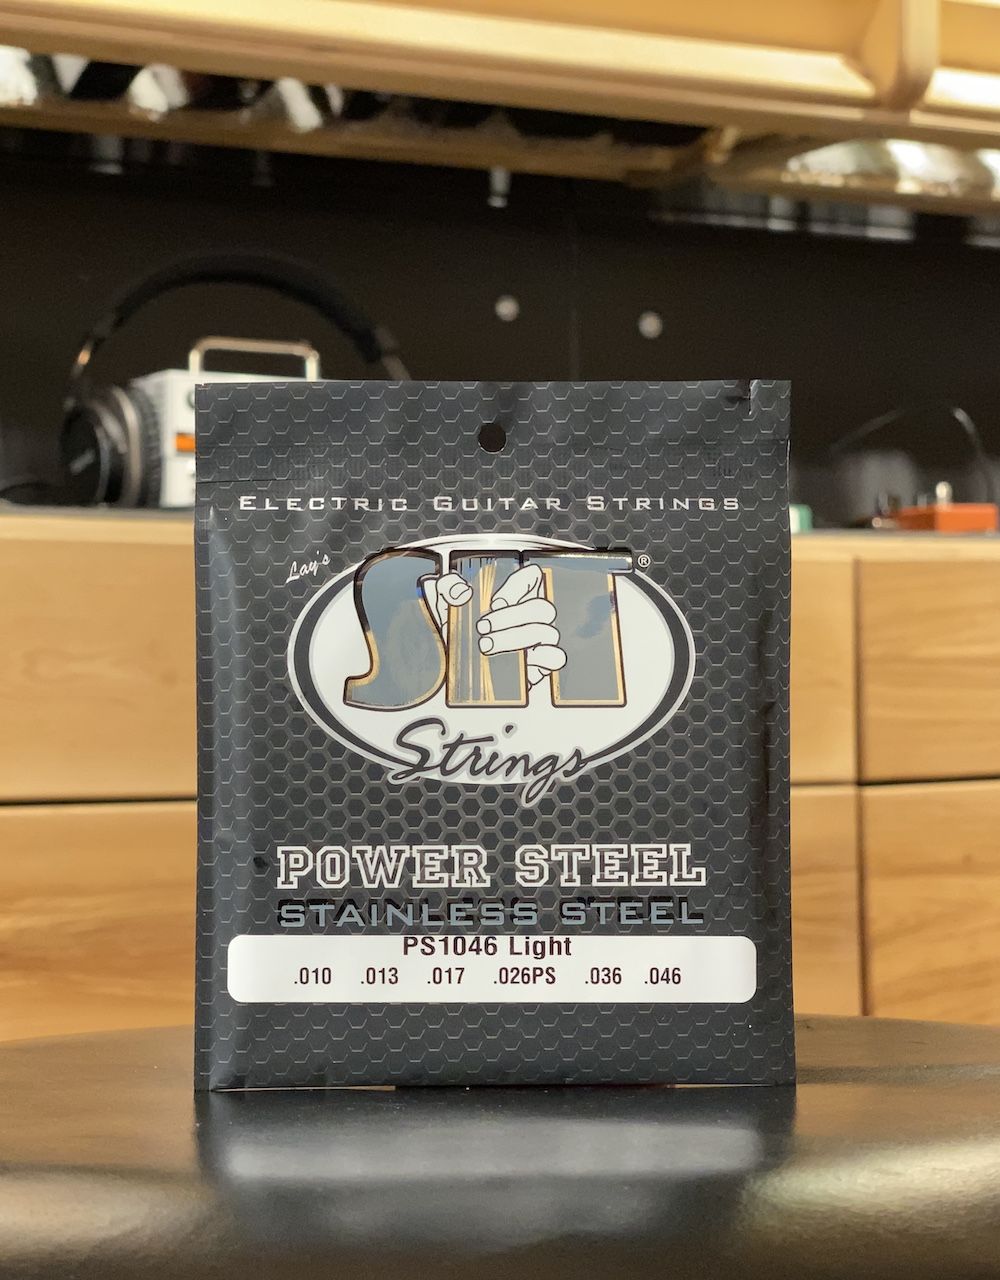 Electric Guitar Strings
Lay's
SIT®
Strings
POWER STEEL
STAINLESS STEEL
PS1046 Light
.010 .013 .017 .026PS .036 .046